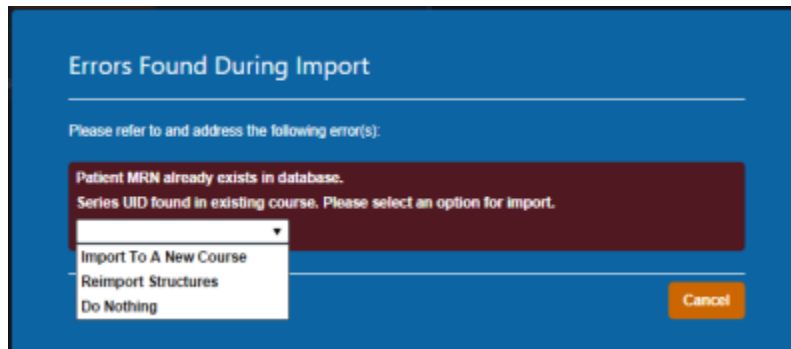 Errors Found During Import
Please refer to and address the following error(s):
Patient MRN already exists in database.
Series UID found in existing course. Please select an option for import.
Import To A New Course
Reimport Structures
Do Nothing
Cancel